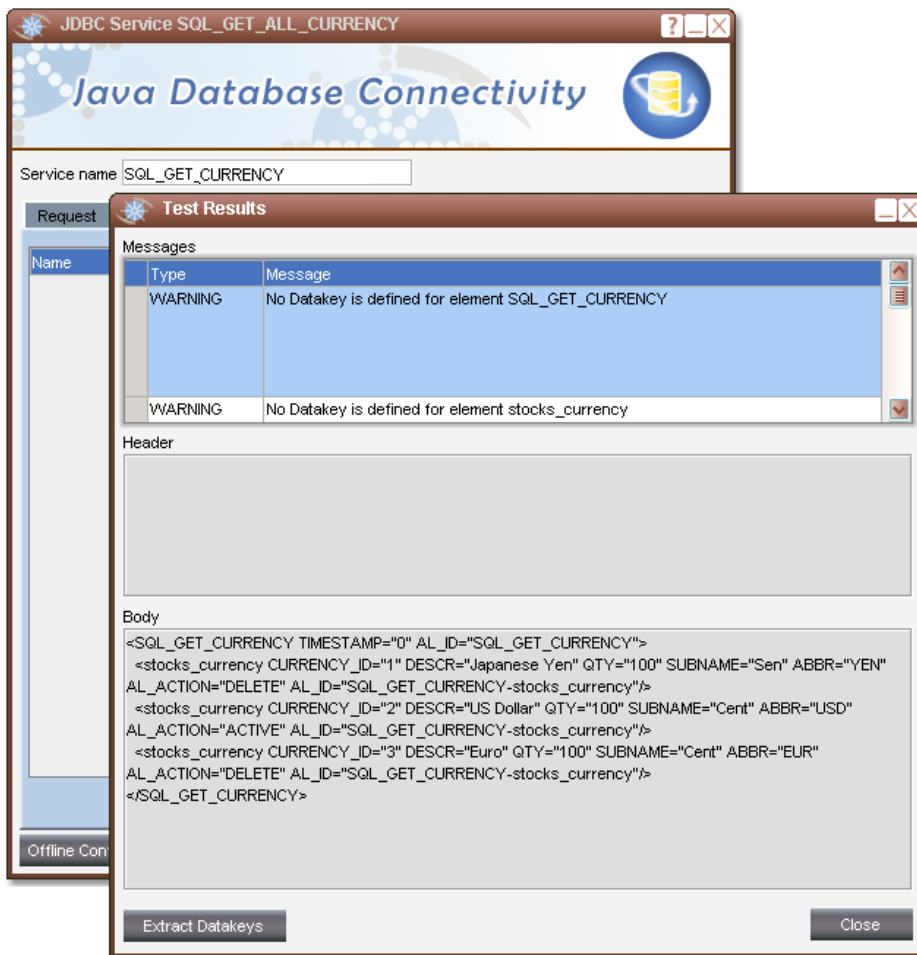 JDBC Service SQL_GET_ALL_CURRENCY
Java Database Connectivity
Service name SQL_GET_CURRENCY
Request
Test Results
Name
Messages
Type Message
WARNING No Datakey is defined for element SQL_GET_CURRENCY
WARNING No Datakey is defined for element stocks_currency
Header
Body
<SQL_GET_CURRENCY TIMESTAMP="0" AL_ID="SQL_GET_CURRENCY">
<stocks_currency CURRENCY_ID="1" DESCR="Japanese Yen" QTY="100" SUBNAME="Sen" ABBR="YEN"
AL_ACTION="DELETE" AL_ID="SQL_GET_CURRENCY-stocks_currency"/>
<stocks_currency CURRENCY_ID="2" DESCR="US Dollar" QTY="100" SUBNAME="Cent" ABBR="USD"
AL_ACTION="ACTIVE" AL_ID="SQL_GET_CURRENCY-stocks_currency"/>
<stocks_currency CURRENCY_ID="3" DESCR="Euro" QTY="100" SUBNAME="Cent" ABBR="EUR"
AL_ACTION="DELETE" AL_ID="SQL_GET_CURRENCY-stocks_currency"/>
</SQL_GET_CURRENCY>
Offline Con
Extract Datakeys
Close